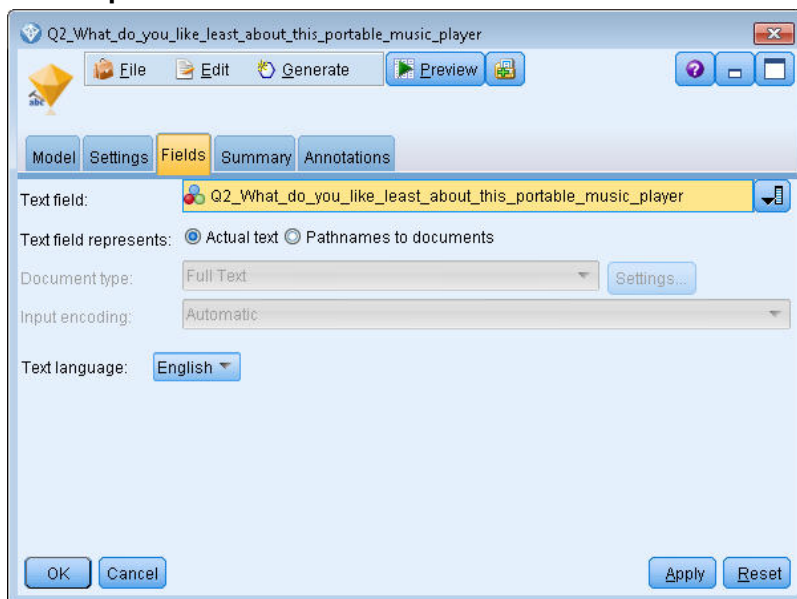 Q2_What_do_you_like_least_about_this_portable_music_player
File Edit Generate Preview
abc
Model Settings Fields Summary Annotations
Text field: Q2_What_do_you_like_least_about_this_portable_music_player
Text field represents: Actual text Pathnames to documents
Document type: Full Text Settings...
Input encoding: Automatic
Text language: English
OK Cancel Apply Reset